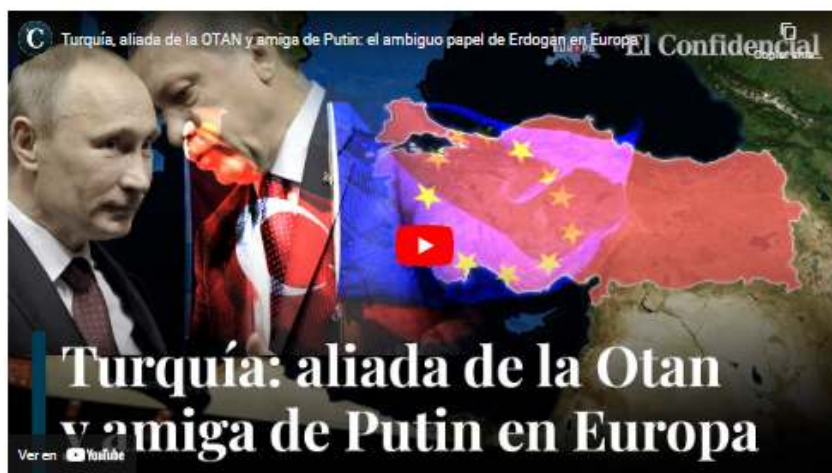 C
Turquía, aliada de la OTAN y amiga de Putin: el ambiguo papel de Erdogan en Europa
El Confidencial
Turquía: aliada de la Otan
y amiga de Putin en Europa
Ver en YouTube